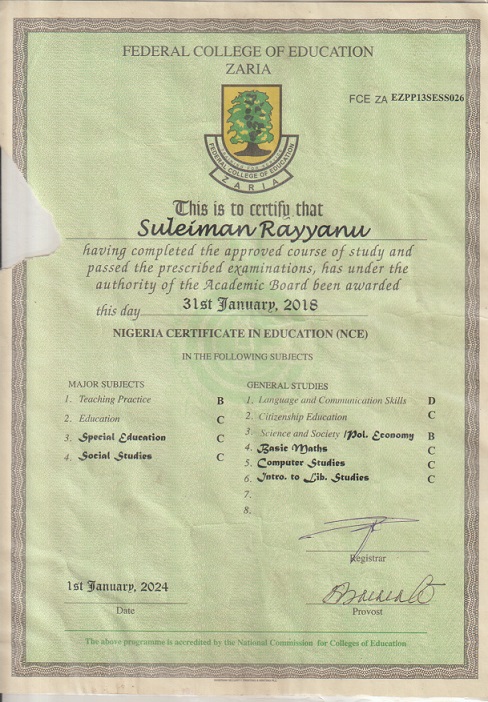 FEDERAL COLLEGE OF EDUCATION
ZARIA
FCE ZA EZPP13SESS026
FEDERAL COLLEGE OF EDUCATION
ZARIA
This is to certify that
Suleiman Rayyanu
having completed the approved course of study and
passed the prescribed examinations, has under the
authority of the Academic Board been awarded
this day 31st January, 2018
NIGERIA CERTIFICATE IN EDUCATION (NCE)
IN THE FOLLOWING SUBJECTS
MAJOR SUBJECTS
1. Teaching Practice B
2. Education C
3. Special Education C
4. Social Studies C
GENERAL STUDIES
1. Language and Communication Skills D
2. Citizenship Education C
3 Science and Society /Pol. Economy B
4. Basic Maths C
5. Computer Studies C
6. Intro. to Lib. Studies C
7.
8.
Registrar
1st January, 2024
Date
Provost
The above programme is accredited by the National Commission for Colleges of Education